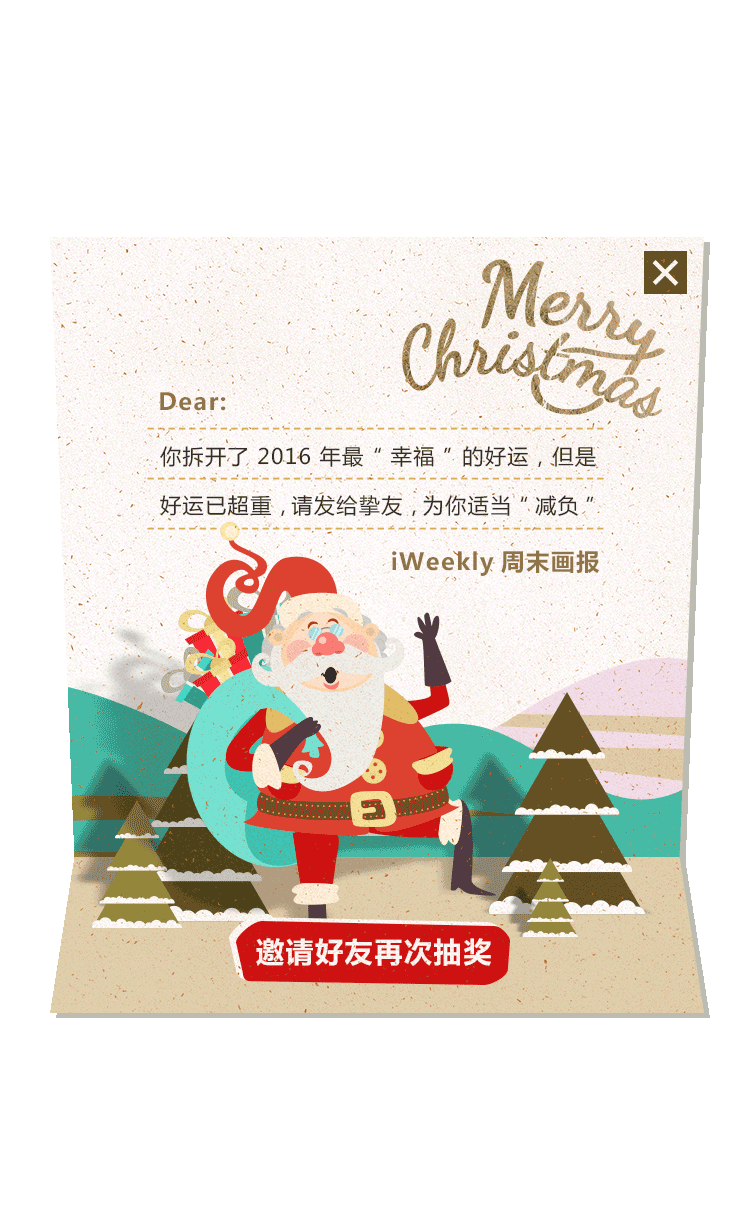 Merry
Christmas
Dear:
你拆开了 2016 年最 “ 幸福 ” 的好运 , 但是
好运已超重 , 请发给挚友 , 为你适当 “ 减负 ”
iWeekly 周末画报
邀请好友再次抽奖